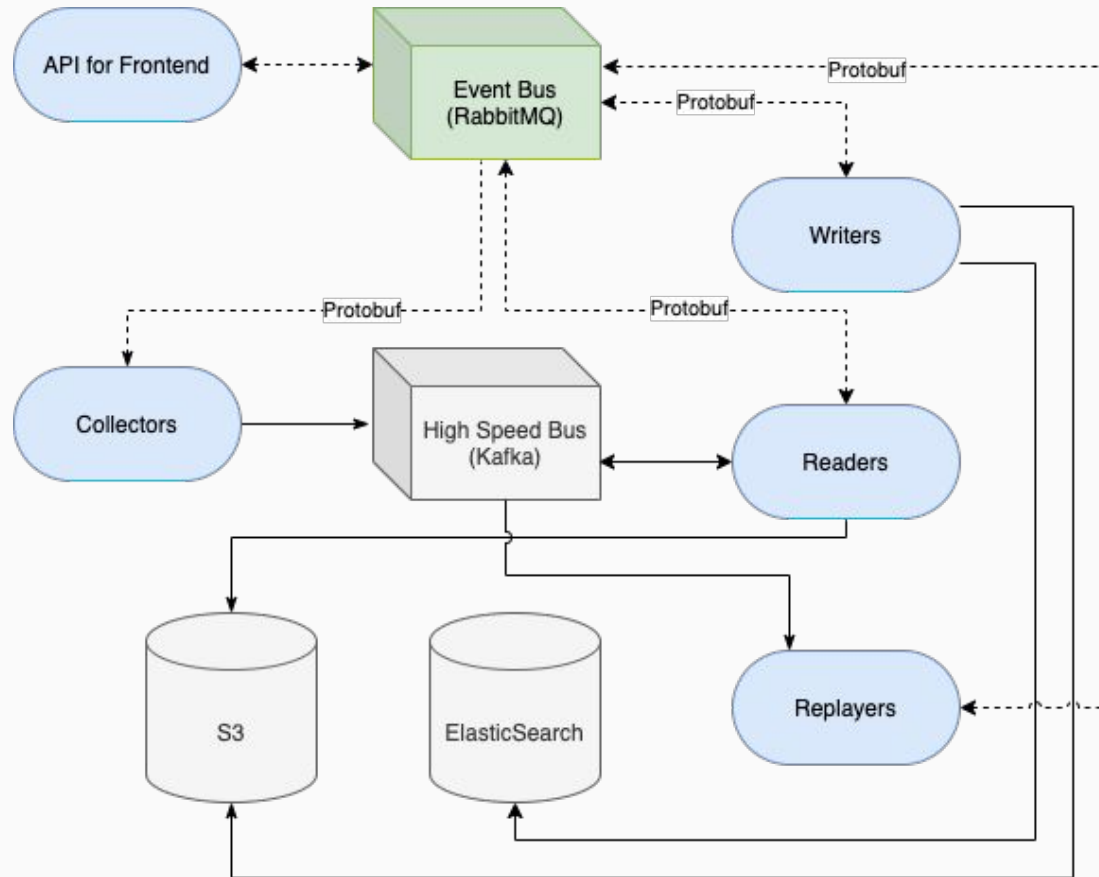 API for Frontend
Event Bus
(RabbitMQ)
Protobuf
Protobuf
Writers
Protobuf
Protobuf
Collectors
High Speed Bus
(Kafka)
Readers
S3
ElasticSearch
Replayers